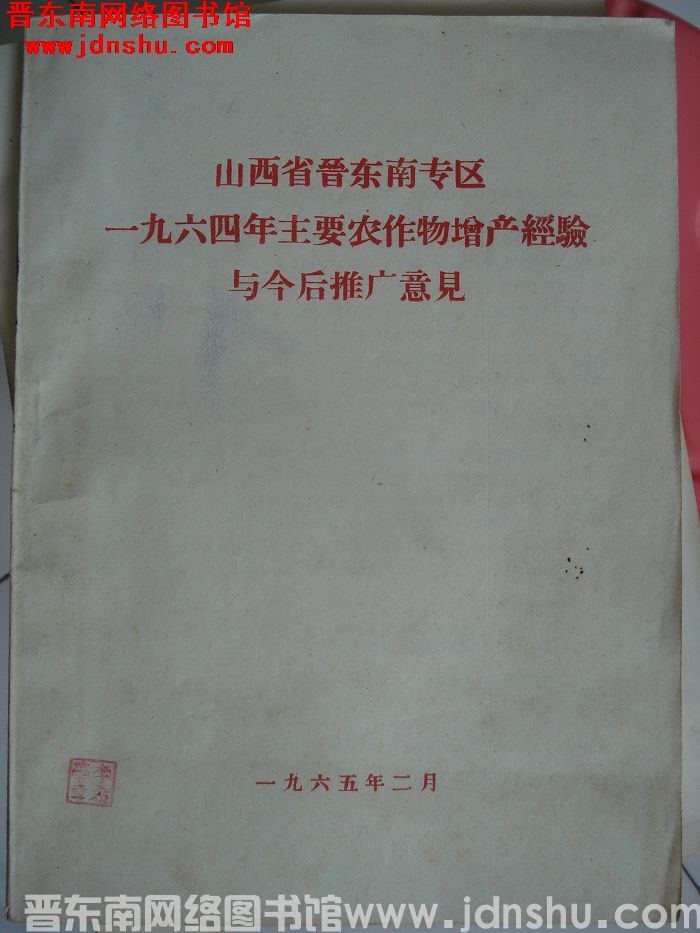 晋东南网络图书馆
www.jdnshu.com
山西省晉东南专区
一九六四年主要农作物增产經驗
与今后推广意見
一九六五年二月
晋东南网络图书馆www.jdnshu.com